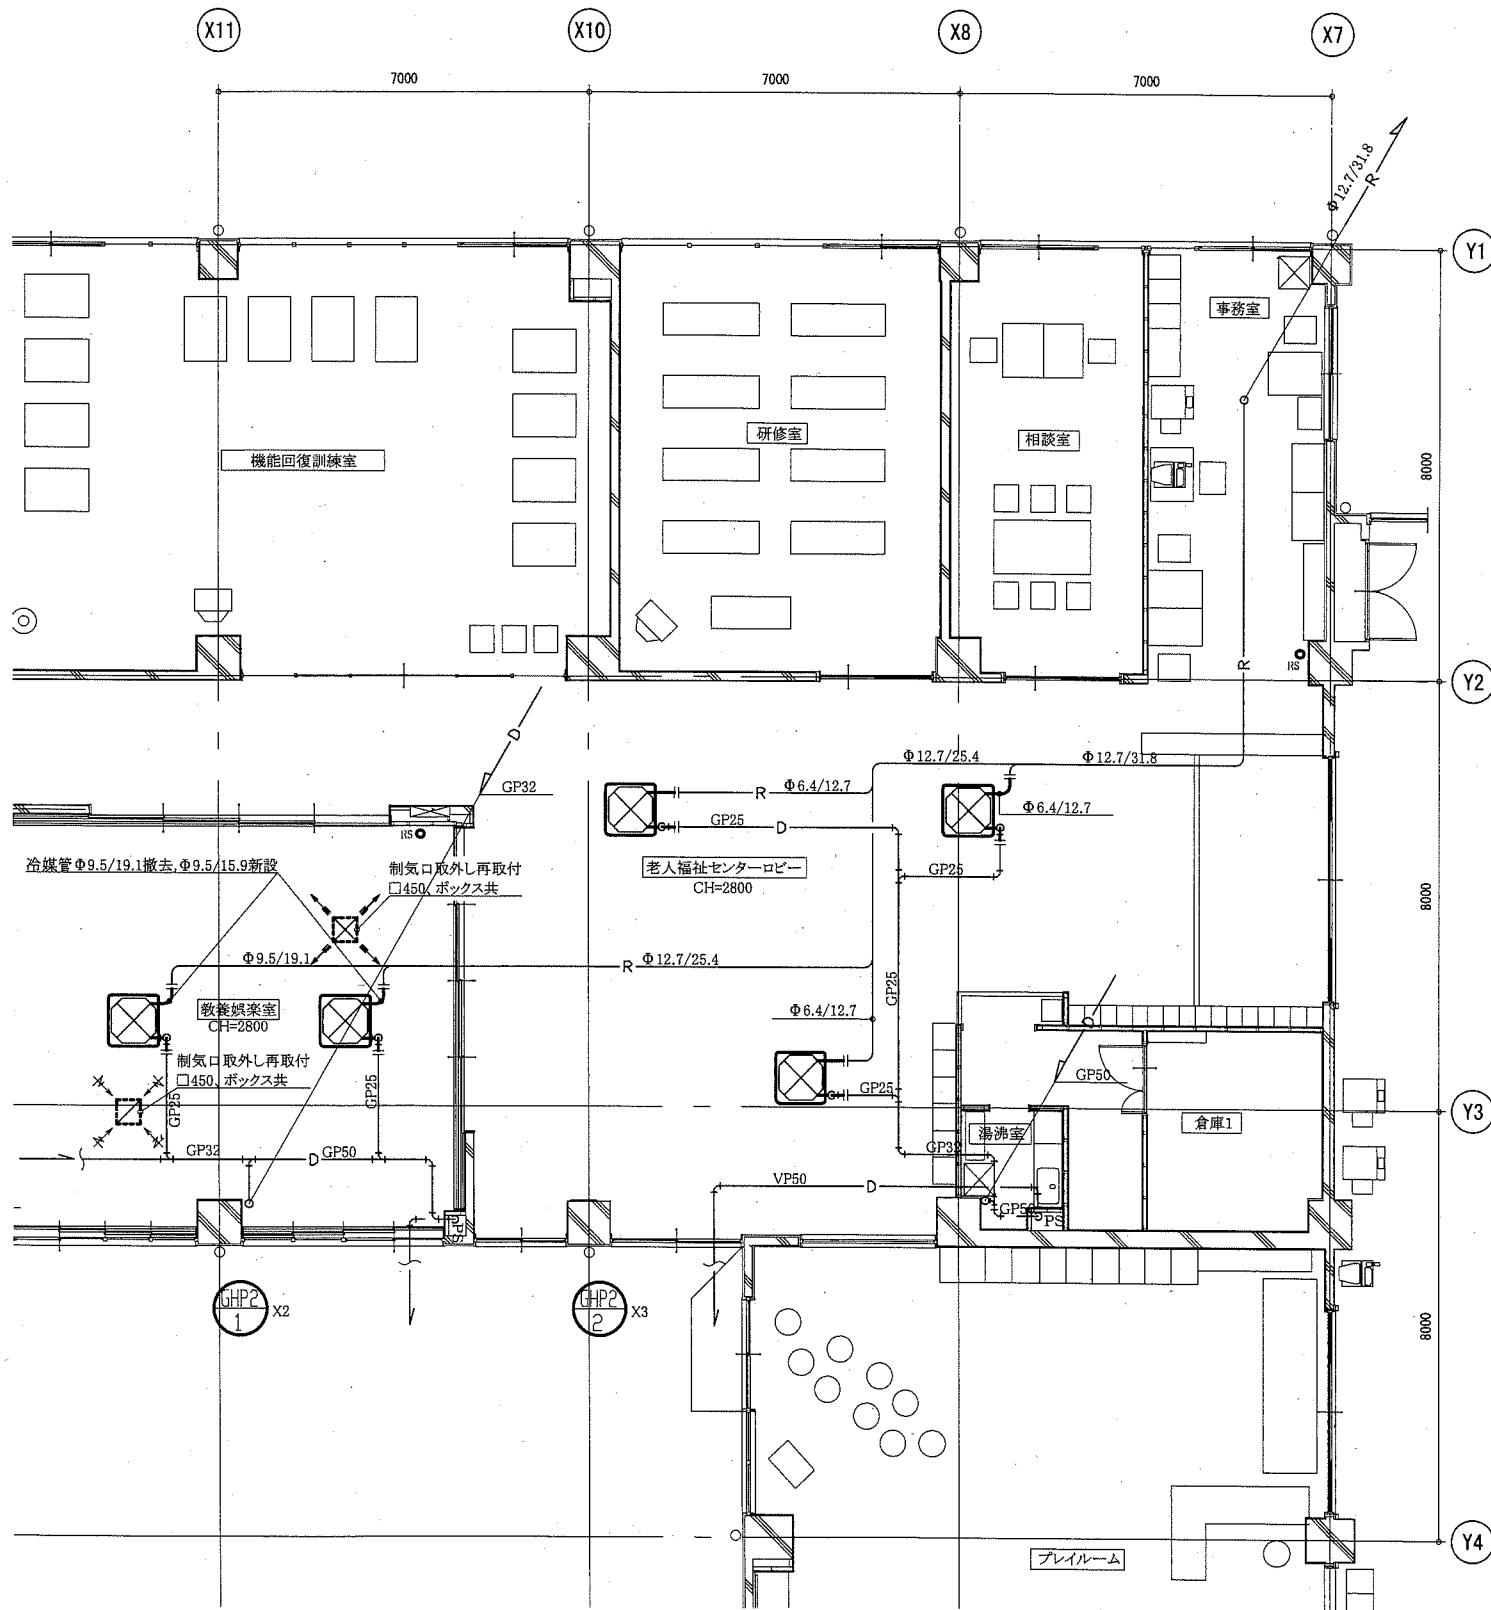 X11
X10
X8
X7
7000
7000
7000
Φ12.7/31.8
R
Y1
事務室
研修室
相談室
機能回復訓練室
8000
R
RS
Y2
D
GP32
Φ12.7/25.4
Φ12.7/31.8
R
Φ6.4/12.7
Φ6.4/12.7
GP25
D
RS
老人福祉センターロビー
CH=2800
GP25
冷媒管Φ9.5/19.1撤去,Φ9.5/15.9新設
制気口取外し再取付
□450、ボックス共
8000
Φ9.5/19.1
R
Φ12.7/25.4
GP25
教養娯楽室
CH=2800
Φ6.4/12.7
D
制気口取外し再取付
□450、ボックス共
GP25
GP25
GP25
GP50
Y3
倉庫1
湯沸室
GP32
D
GP50
GP32
VP50
D
GP50
PS
PS
GHP2
1
X2
GHP2
2
X3
8000
Y4
プレイルーム